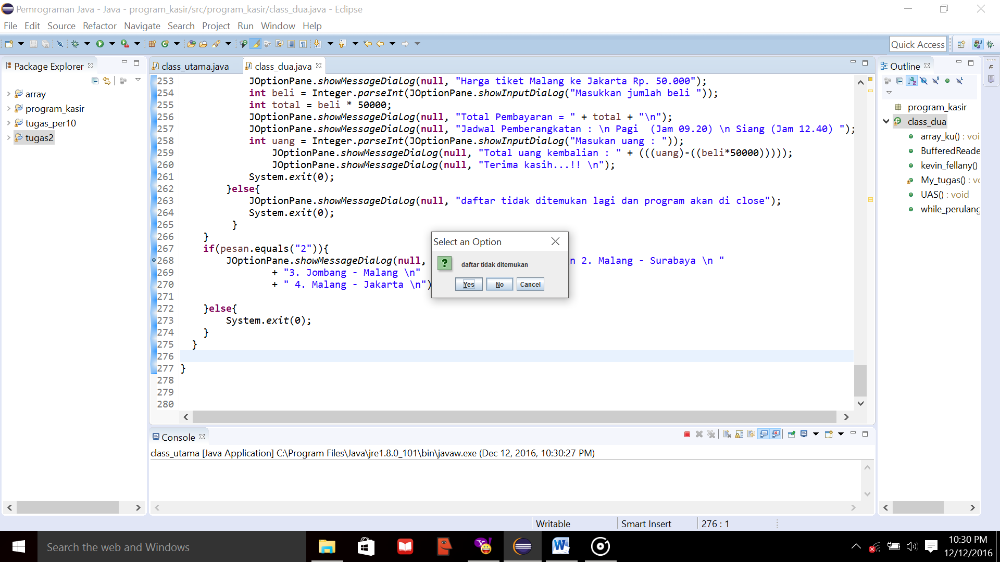 Pemrograman Java - Java - program_kasir/src/program_kasir/class_dua.java - Eclipse
File Edit Source Refactor Navigate Search Project Run Window Help
Quick Access
Package Explorer
array
program_kasir
tugas_per10
tugas2
class_utama.java
class_dua.java
253 JOptionPane.showMessageDialog(null, "Harga tiket Malang ke Jakarta Rp. 50.000");
254 int beli = Integer.parseInt(JOptionPane.showInputDialog("Masukkan jumlah beli "));
255 int total = beli * 50000;
256 JOptionPane.showMessageDialog(null, "Total Pembayaran = " + total + "\n");
257 JOptionPane.showMessageDialog(null, "Jadwal Pemberangkatan : \n Pagi  (Jam 09.20) \n Siang (Jam 12.40) ");
258 int uang = Integer.parseInt(JOptionPane.showInputDialog("Masukan uang : "));
259 JOptionPane.showMessageDialog(null, "Total uang kembalian : " + (((uang)-((beli*50000)))));
260 JOptionPane.showMessageDialog(null, "Terima kasih...!! \n");
261 System.exit(0);
262 }else{
263 JOptionPane.showMessageDialog(null, "daftar tidak ditemukan lagi dan program akan di close");
264 System.exit(0);
265 }
266 }
267 if(pesan.equals("2")){
268 JOptionPane.showMessageDialog(null, \n 2. Malang - Surabaya \n "
269 + "3. Jombang - Malang \n"
270 + " 4. Malang - Jakarta \n")
271
272 }else{
273 System.exit(0);
274 }
275 }
276
277 }
278
279
280
Select an Option
daftar tidak ditemukan
Yes No Cancel
Outline
program_kasir
class_dua
array_ku() : voi
BufferedReade
kevin_fellany()
My_tugas() : vo
UAS() : void
while_perulang
Console
class_utama [Java Application] C:\Program Files\Java\jre1.8.0_101\bin\javaw.exe (Dec 12, 2016, 10:30:27 PM)
Writable Smart Insert 276 : 1
Search the web and Windows
10:30 PM
12/12/2016